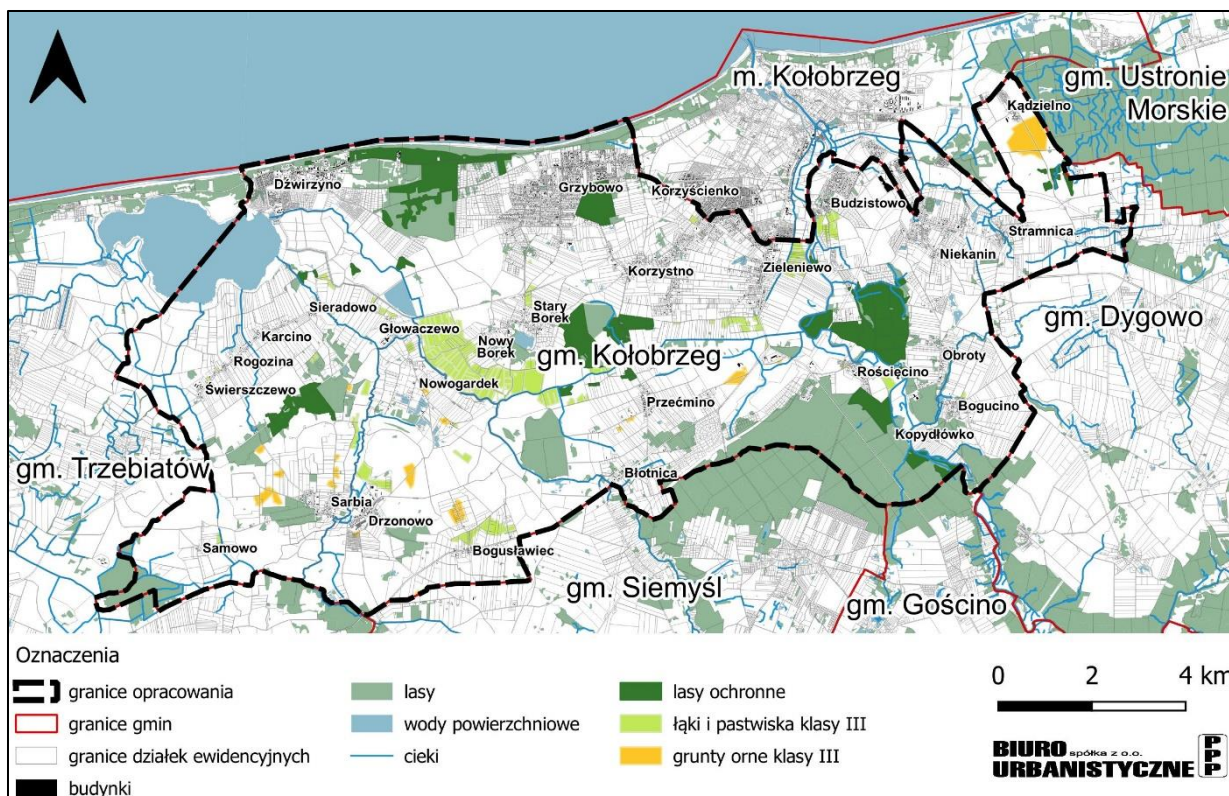 m. Kołobrzeg
gm. Ustronie
Morskie
Kądzielno
Dźwirzyno
Grzybowo
Korzyścienko
Budzistowo
Stramnica
Niekanin
Zieleniewo
Korzystno
Sieradowo
Stary
Borek
Głowaczewo
Karcino
Nowy
Borek
gm. Kołobrzeg
gm. Dygowo
Obroty
Rogozina
Rościęcino
Świerszczewo
Nowogardek
Przećmino
Bogucino
Kopydłówko
gm. Trzebiatów
Błotnica
Sarbia
Drzonowo
Samowo
Bogusławiec
gm. Siemyśl
gm. Gościno
Oznaczenia
granice opracowania
granice gmin
granice działek ewidencyjnych
budynki
lasy
wody powierzchniowe
cieki
lasy ochronne
łąki i pastwiska klasy III
grunty orne klasy III
0 2 4 km
BIURO spółka z o.o.
URBANISTYCZNE
PPP